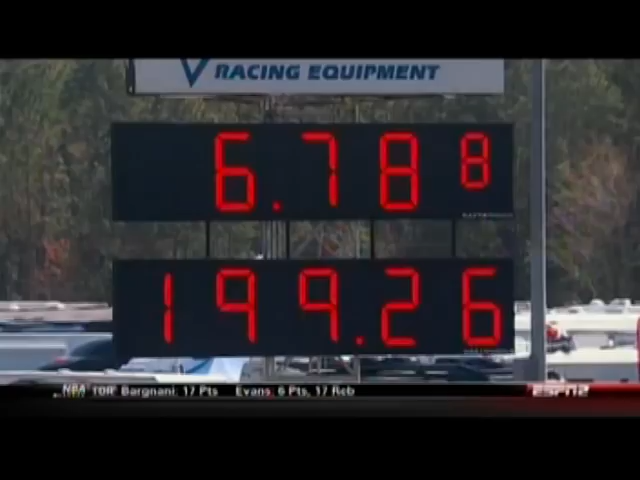 RACING EQUIPMENT
6.788
199.26
NBA TOR Bargnani: 17 Pts Evans: 6 Pts, 17 Reb
ESPN2